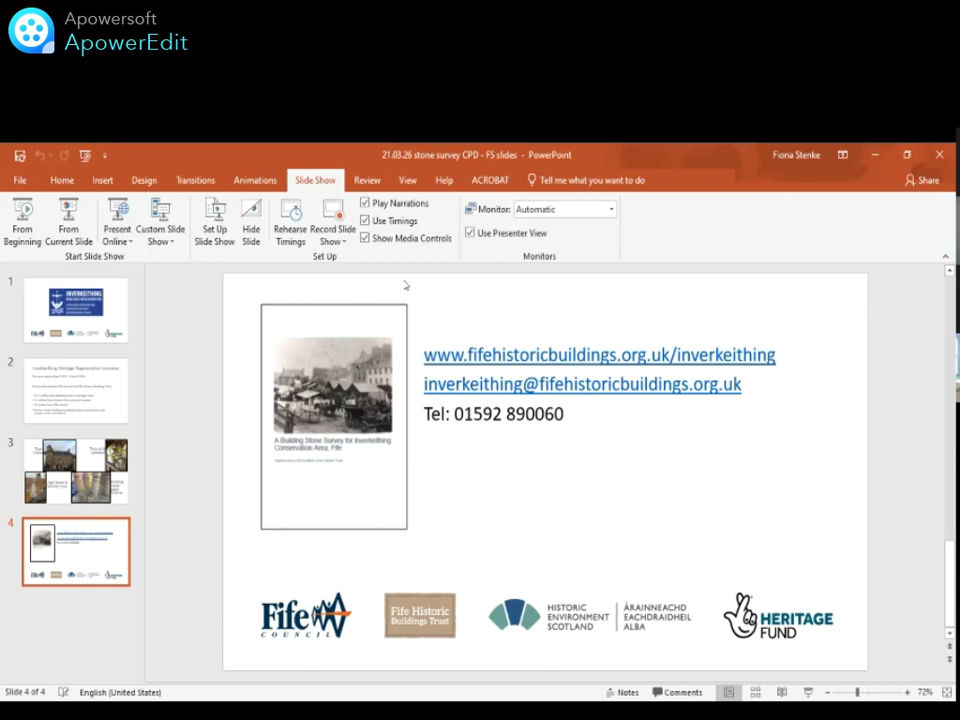 Apowersoft
ApowerEdit
21.03.26 stone survey CPD - FS slides - PowerPoint
Fiona Stenke
File Home Insert Design Transitions Animations Slide Show Review View Help ACROBAT Tell me what you want to do Share
From Beginning
From Current Slide
Present Online
Custom Slide Show
Set Up Slide Show
Hide Slide
Rehearse Timings
Record Slide Show
Play Narrations
Use Timings
Show Media Controls
Monitor: Automatic
Use Presenter View
Start Slide Show
Set Up
Monitors
1
INVERKEITHING
2
3
4
A Building Stone Survey for Inverkeithing
Conservation Area, Fife
www.fifehistoricbuildings.org.uk/inverkeithing
inverkeithing@fifehistoricbuildings.org.uk
Tel: 01592 890060
Fife
COUNCIL
Fife Historic
Buildings Trust
HISTORIC
ENVIRONMENT
SCOTLAND
ÀRAINNEACHD
EACHDRAIDHEIL
ALBA
HERITAGE
FUND
Slide 4 of 4
English (United States)
Notes
Comments
72%